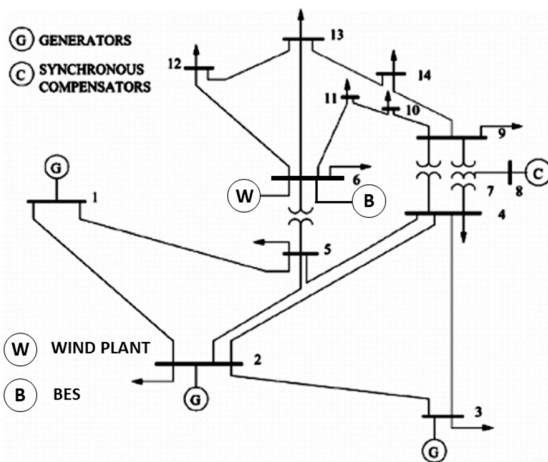 G GENERATORS
C SYNCHRONOUS
COMPENSATORS
13
12
14
11
10
9
G
6
W
B
7
8
C
1
4
5
W WIND PLANT
2
B BES
G
3
G